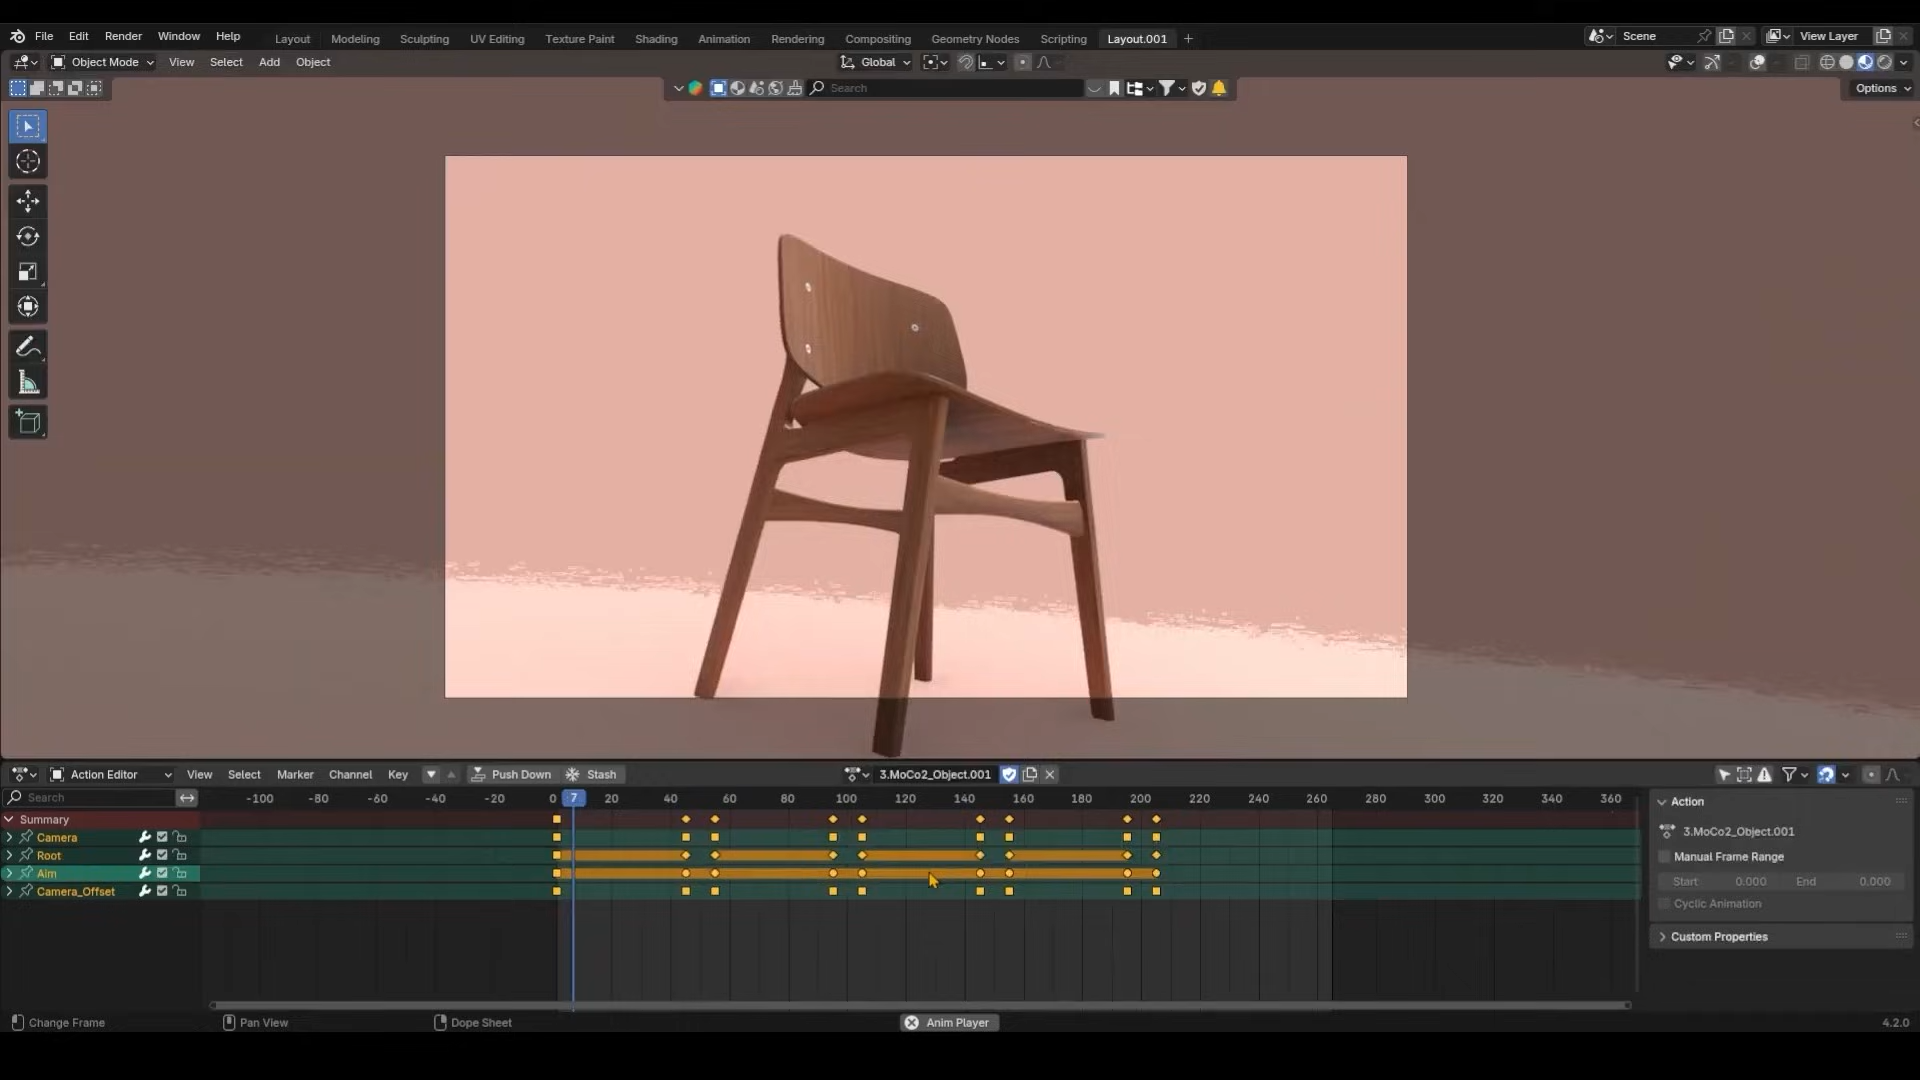 File Edit Render Window Help Layout Modeling Sculpting UV Editing Texture Paint Shading Animation Rendering Compositing Geometry Nodes Scripting Layout.001 + Scene View Layer
Object Mode View Select Add Object Global
Search Options
Action Editor View Select Marker Channel Key Push Down Stash 3.MoCo2_Object.001
Search -100 -80 -60 -40 -20 0 7 20 40 60 80 100 120 140 160 180 200 220 240 260 280 300 320 340 360 Action
Summary
Camera 3.MoCo2_Object.001
Root Manual Frame Range
Aim Start 0.000 End 0.000
Camera_Offset Cyclic Animation
Custom Properties
Change Frame Pan View Dope Sheet Anim Player 4.2.0